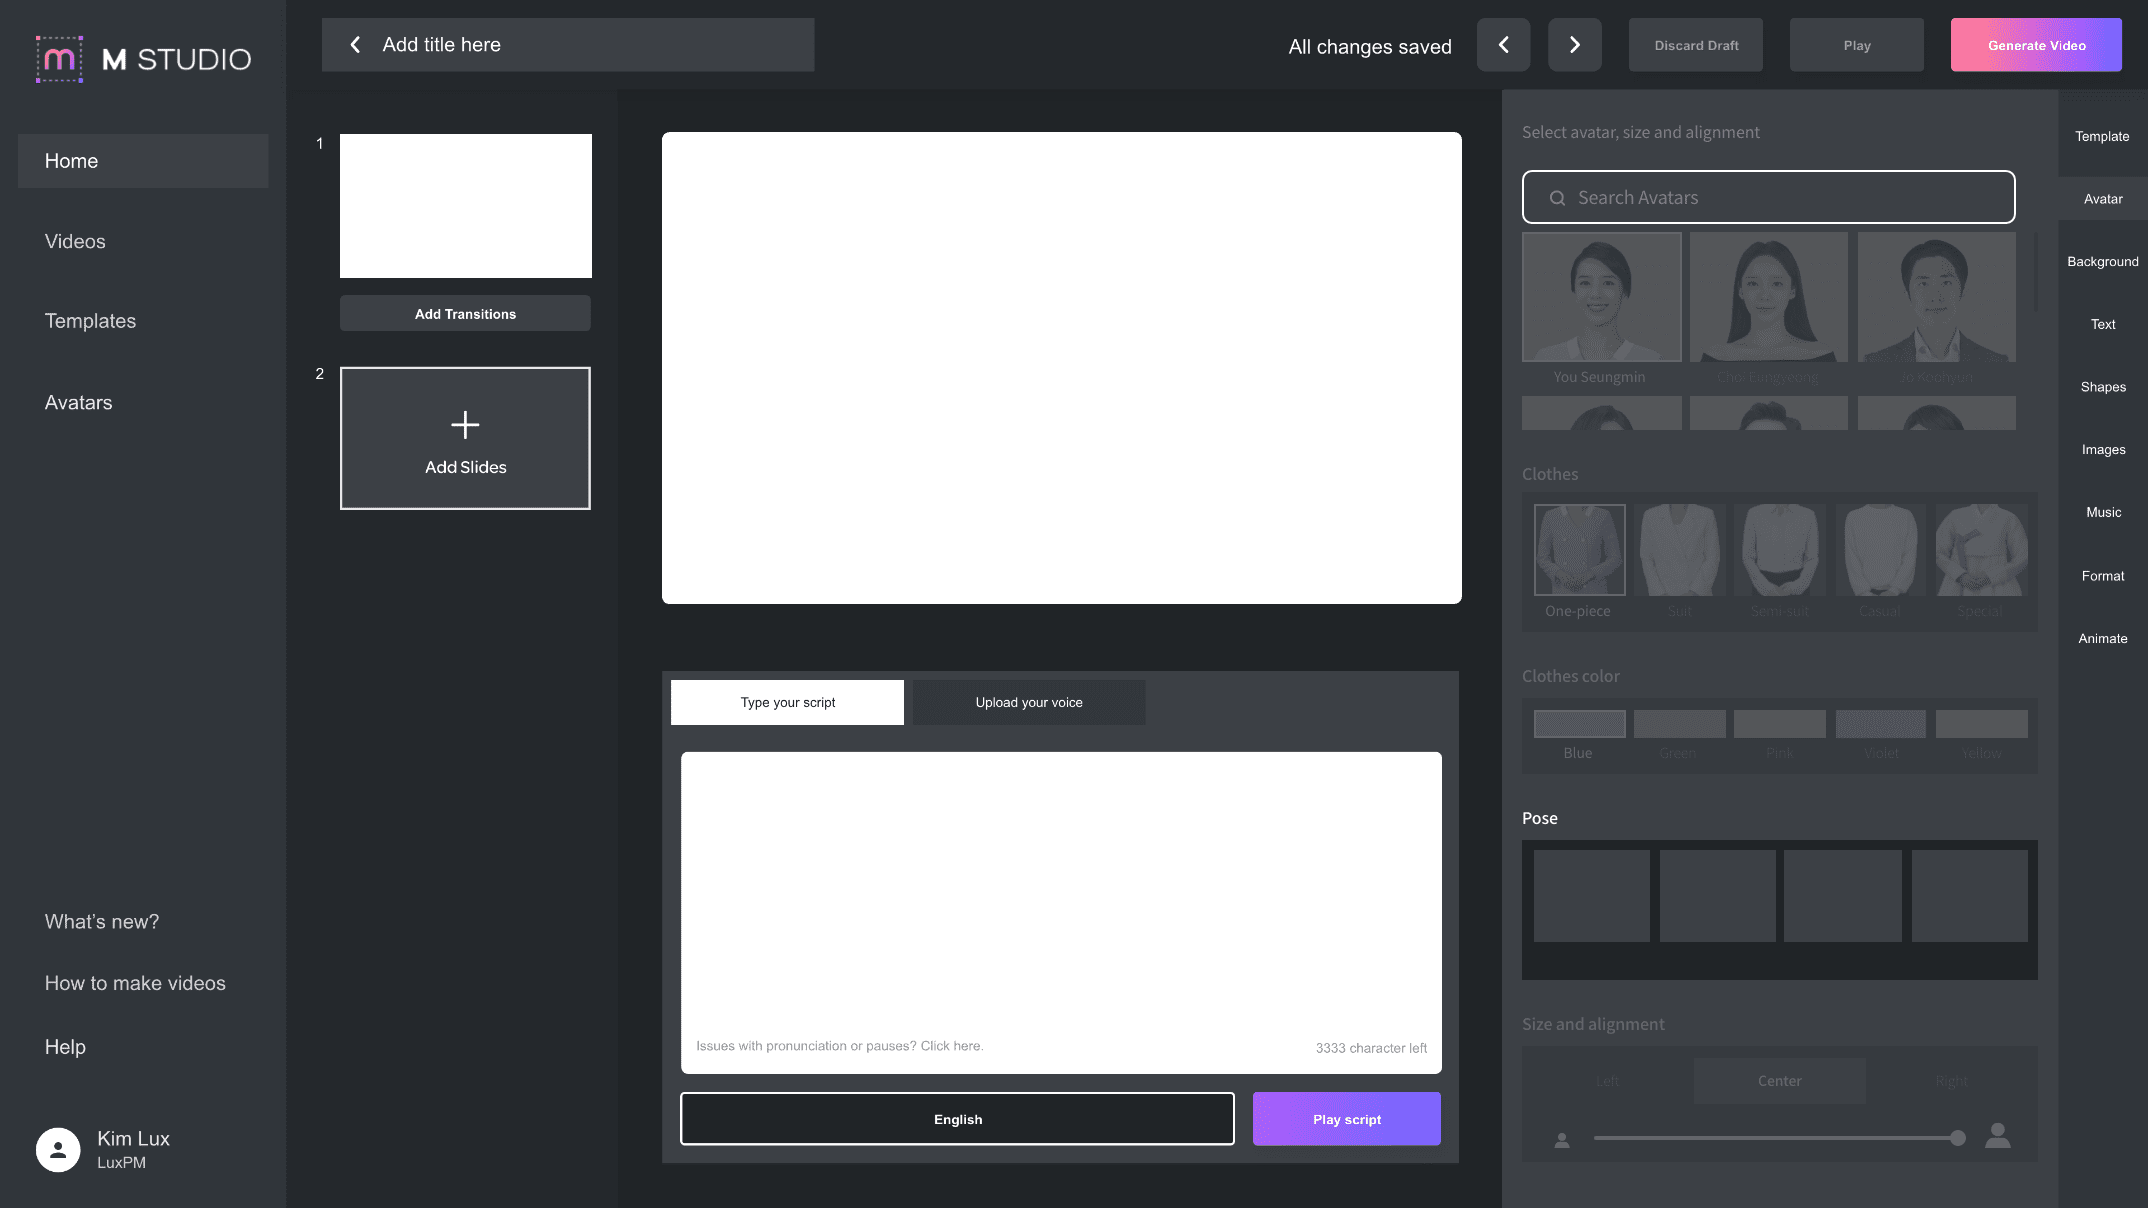 m M STUDIO
Home
Videos
Templates
Avatars
What's new?
How to make videos
Help
Kim Lux
LuxPM
Add title here
All changes saved
Discard Draft
Play
Generate Video
1
Add Transitions
2
Add Slides
Type your script
Upload your voice
Issues with pronunciation or pauses? Click here.
3333 character left
English
Play script
Select avatar, size and alignment
Search Avatars
You Seungmin
Clothes
One-piece
Suit
Semi-suit
Casual
Special
Clothes color
Blue
Green
Pink
Violet
Yellow
Pose
Size and alignment
Left
Center
Right
Template
Avatar
Background
Text
Shapes
Images
Music
Format
Animate